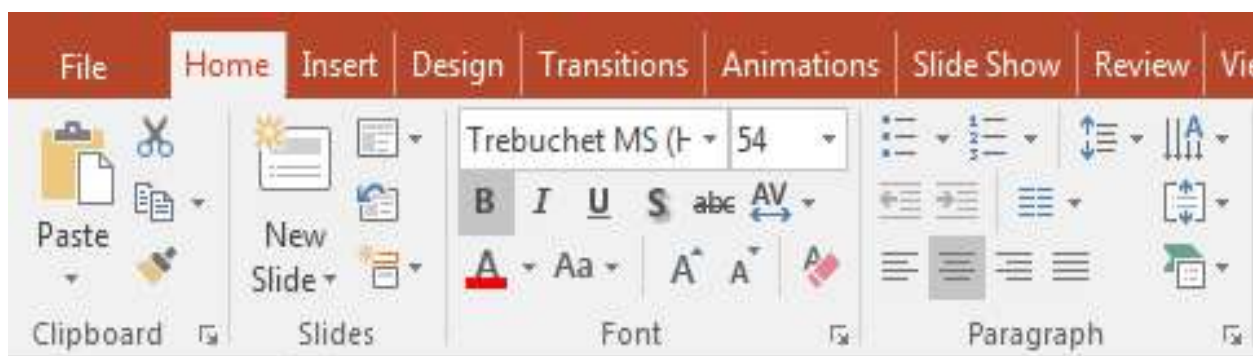 File Home Insert Design Transitions Animations Slide Show Review
Trebuchet MS (H 54
B I U S abc AV
Paste New
Slide A Aa A A
Clipboard Slides Font Paragraph